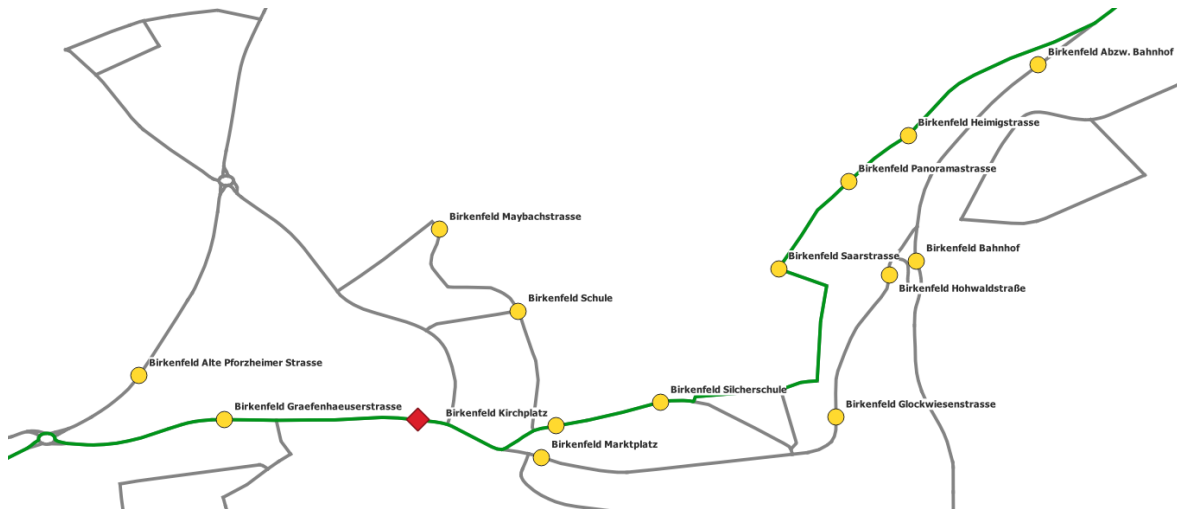 Birkenfeld Abzw. Bahnhof
Birkenfeld Heimigstrasse
Birkenfeld Panoramastrasse
Birkenfeld Maybachstrasse
Birkenfeld Saarstrasse
Birkenfeld Bahnhof
Birkenfeld Hohwaldstraße
Birkenfeld Schule
Birkenfeld Alte Pforzheimer Strasse
Birkenfeld Silcherschule
Birkenfeld Graefenhaeuserstrasse
Birkenfeld Kirchplatz
Birkenfeld Glockwiesenstrasse
Birkenfeld Marktplatz